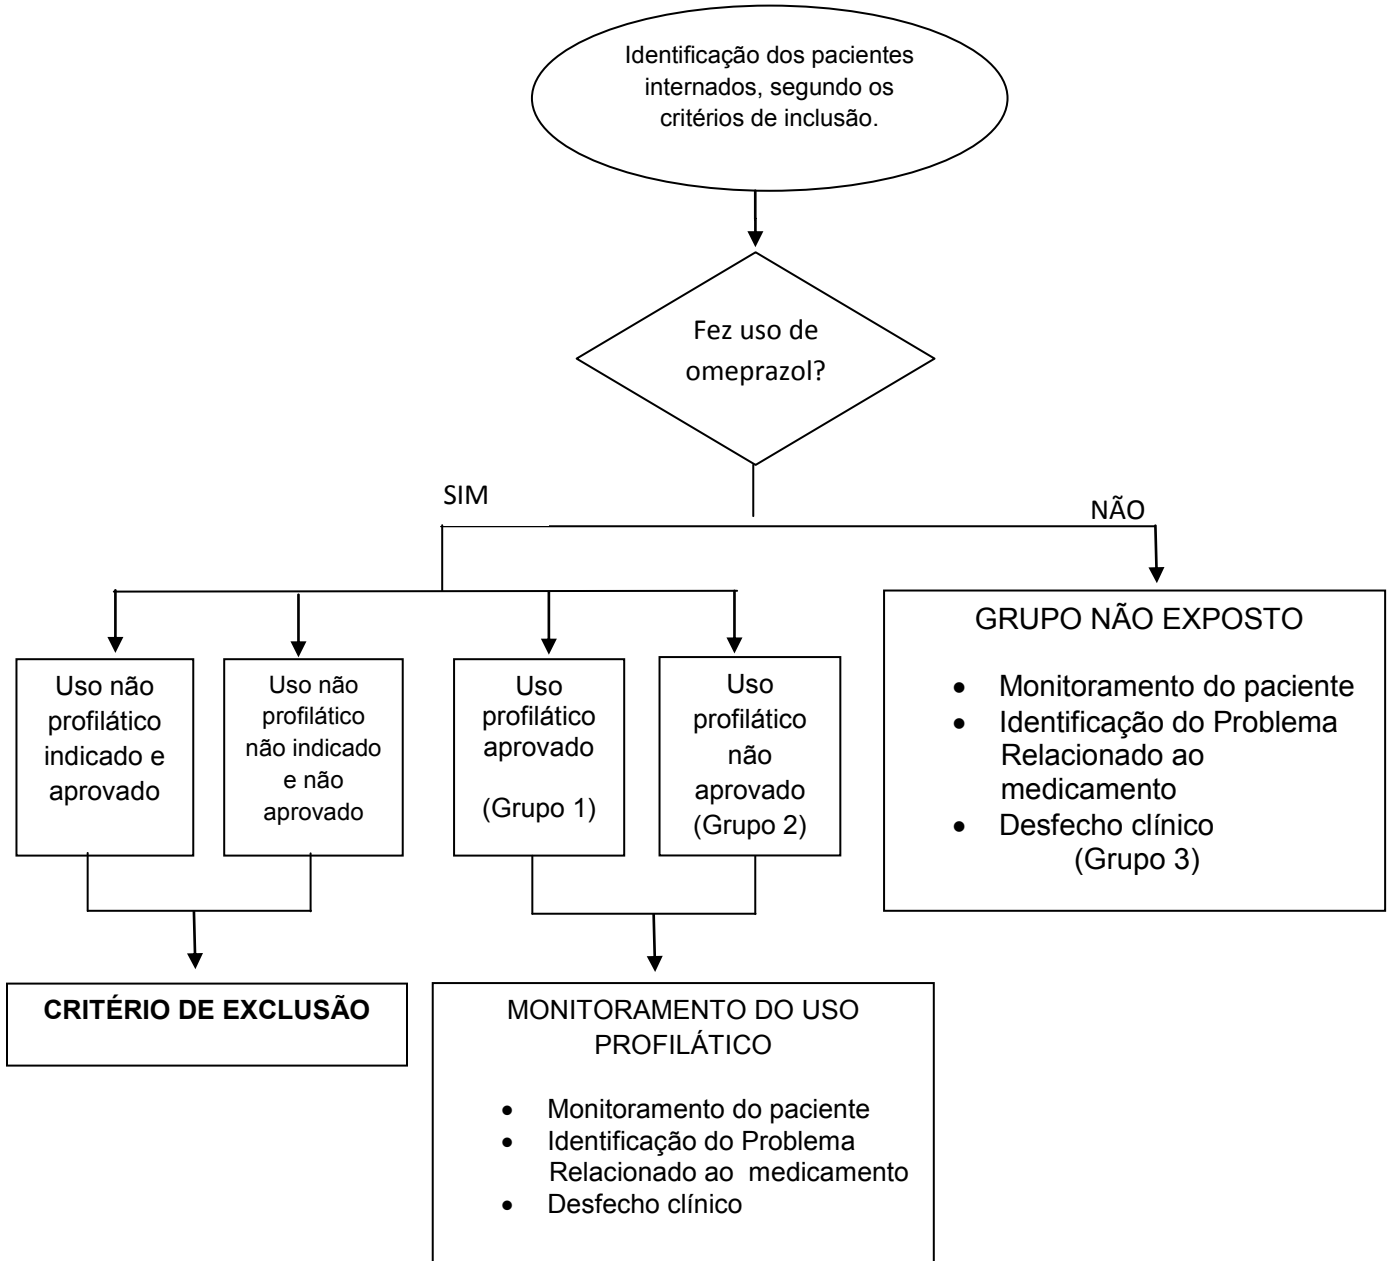 Identificação dos pacientes
internados, segundo os
critérios de inclusão.
Fez uso de
omeprazol?
SIM
NÃO
Uso não
profilático
indicado e
aprovado
Uso não
profilático
não indicado
e não
aprovado
Uso
profilático
aprovado
(Grupo 1)
Uso
profilático
não
aprovado
(Grupo 2)
GRUPO NÃO EXPOSTO
• Monitoramento do paciente
• Identificação do Problema
Relacionado ao
medicamento
• Desfecho clínico
(Grupo 3)
CRITÉRIO DE EXCLUSÃO
MONITORAMENTO DO USO
PROFILÁTICO
• Monitoramento do paciente
• Identificação do Problema
Relacionado ao medicamento
• Desfecho clínico